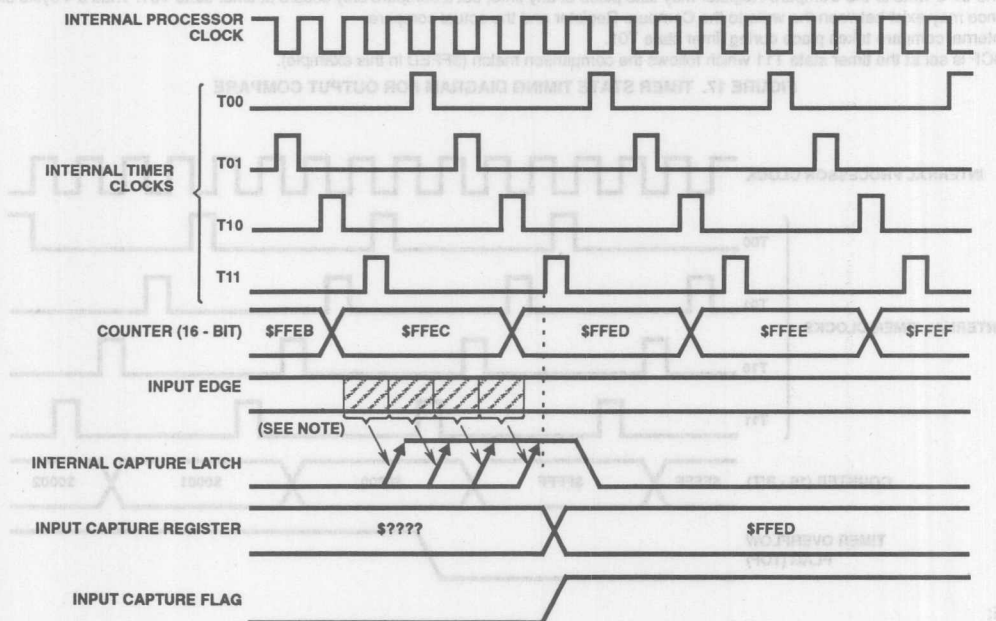 INTERNAL PROCESSOR
CLOCK
T00
T01
INTERNAL TIMER
CLOCKS
T10
T11
COUNTER (16 - BIT) $FFEB $FFEC $FFED $FFEE $FFEF
INPUT EDGE
(SEE NOTE)
INTERNAL CAPTURE LATCH
INPUT CAPTURE REGISTER $???? $FFED
INPUT CAPTURE FLAG